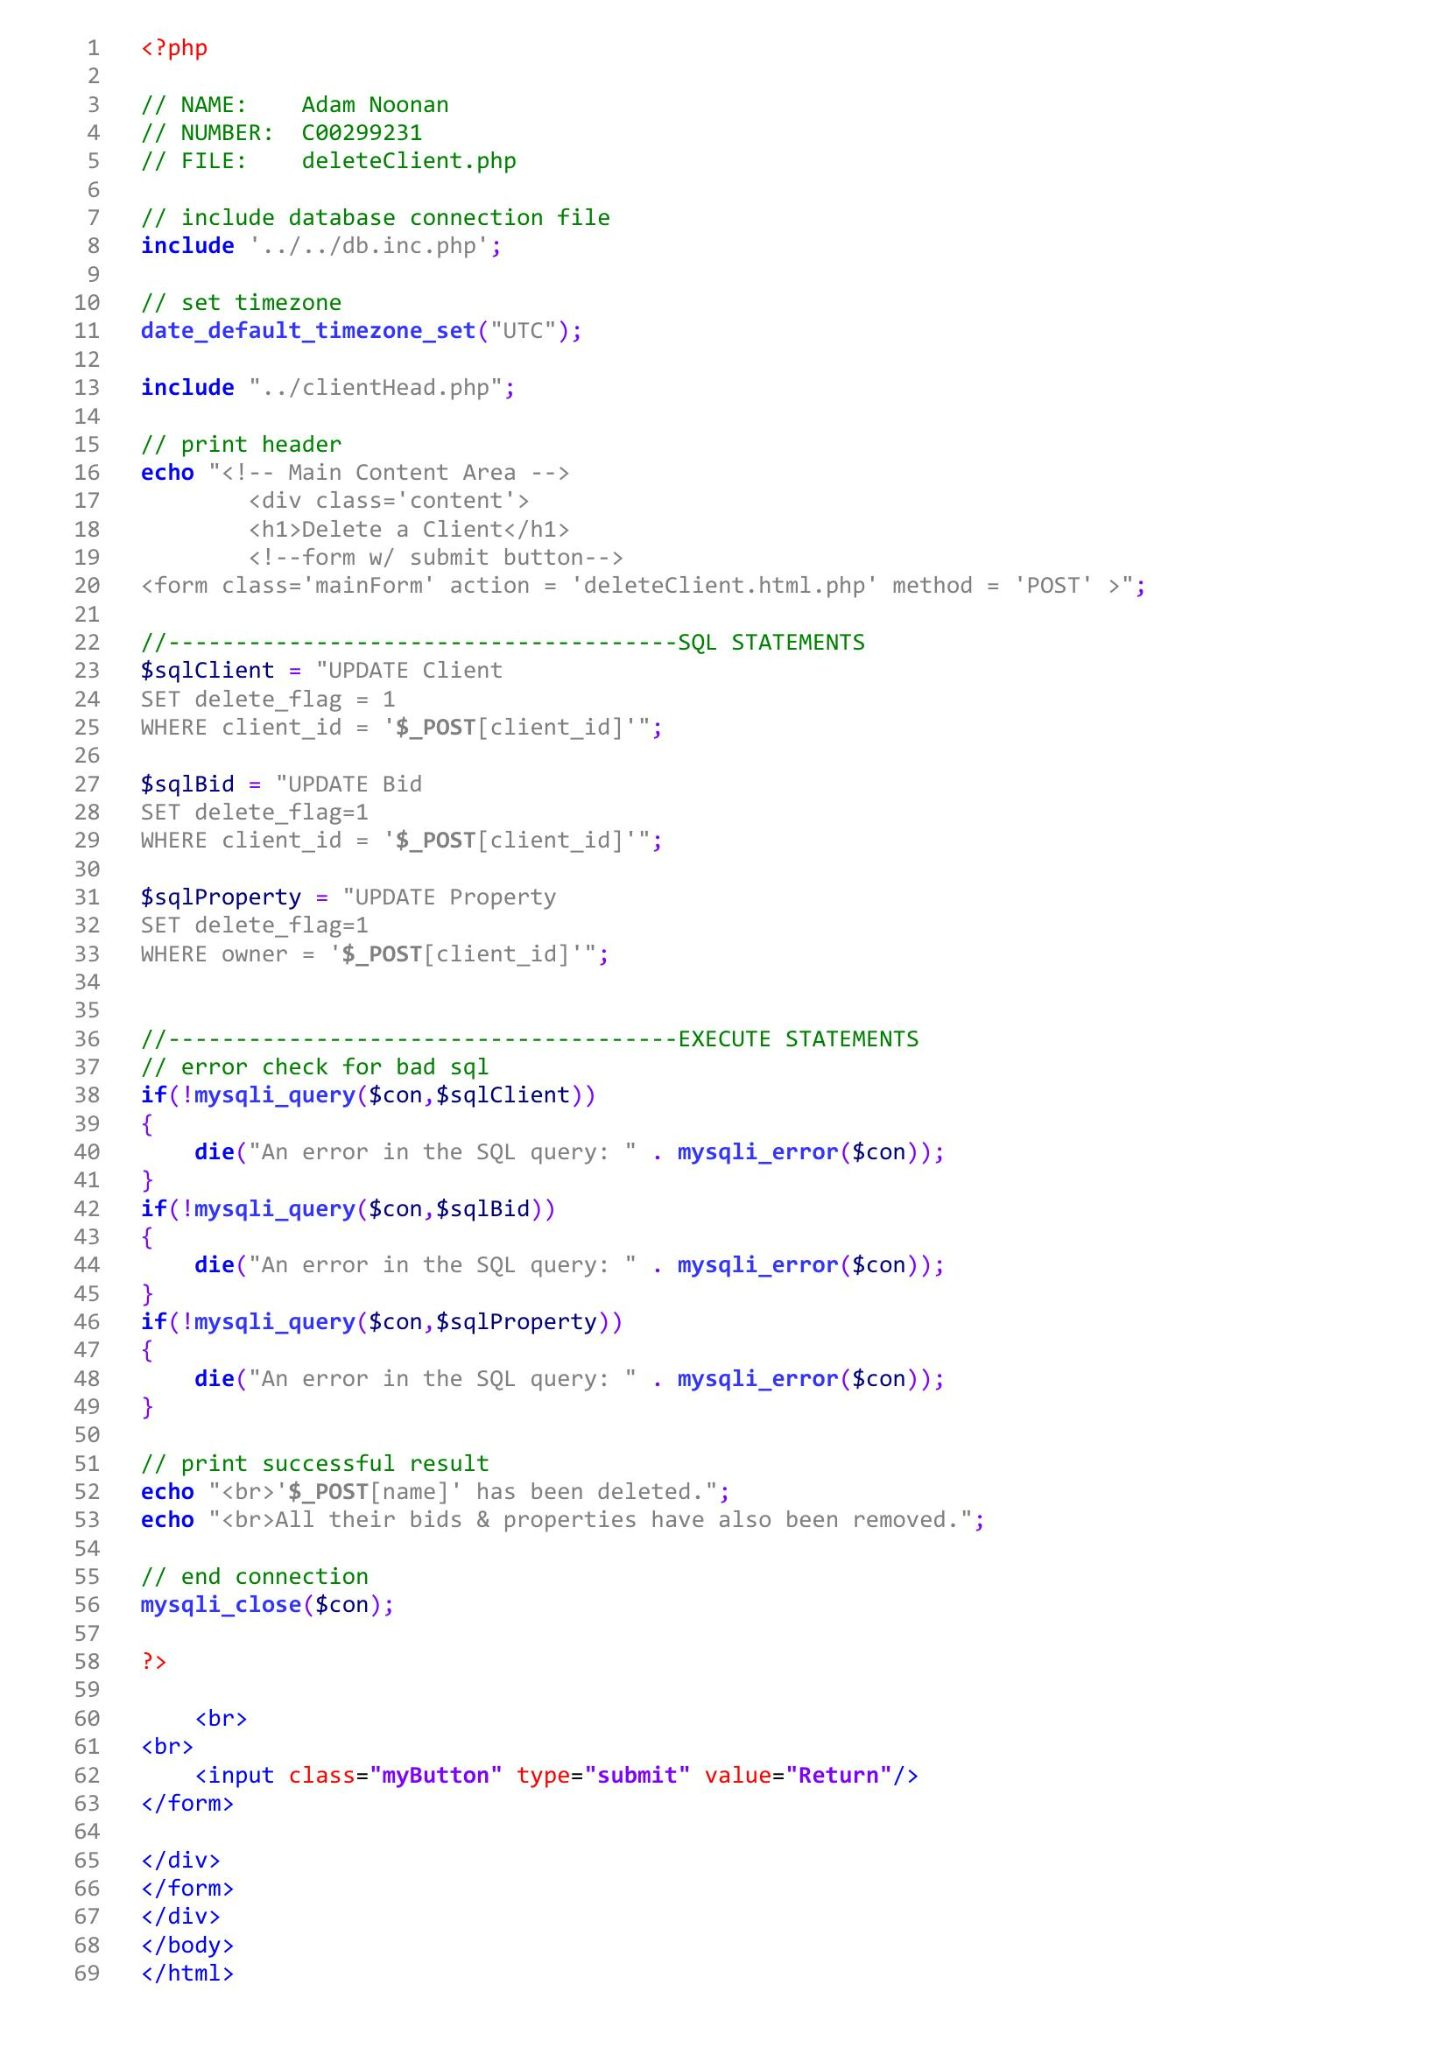 1 <?php
2
3 // NAME:    Adam Noonan
4 // NUMBER:  C00299231
5 // FILE:    deleteClient.php
6
7 // include database connection file
8 include '../../db.inc.php';
9
10 // set timezone
11 date_default_timezone_set("UTC");
12
13 include "../clientHead.php";
14
15 // print header
16 echo "<!-- Main Content Area -->
17         <div class='content'>
18         <h1>Delete a Client</h1>
19         <!--form w/ submit button-->
20 <form class='mainForm' action = 'deleteClient.html.php' method = 'POST' >";
21
22 //--------------------------------------SQL STATEMENTS
23 $sqlClient = "UPDATE Client
24 SET delete_flag = 1
25 WHERE client_id = '$_POST[client_id]'";
26
27 $sqlBid = "UPDATE Bid
28 SET delete_flag=1
29 WHERE client_id = '$_POST[client_id]'";
30
31 $sqlProperty = "UPDATE Property
32 SET delete_flag=1
33 WHERE owner = '$_POST[client_id]'";
34
35
36 //--------------------------------------EXECUTE STATEMENTS
37 // error check for bad sql
38 if(!mysqli_query($con,$sqlClient))
39 {
40     die("An error in the SQL query: " . mysqli_error($con));
41 }
42 if(!mysqli_query($con,$sqlBid))
43 {
44     die("An error in the SQL query: " . mysqli_error($con));
45 }
46 if(!mysqli_query($con,$sqlProperty))
47 {
48     die("An error in the SQL query: " . mysqli_error($con));
49 }
50
51 // print successful result
52 echo "<br>'$_POST[name]' has been deleted.";
53 echo "<br>All their bids & properties have also been removed.";
54
55 // end connection
56 mysqli_close($con);
57
58 ?>
59
60     <br>
61 <br>
62     <input class="myButton" type="submit" value="Return"/>
63 </form>
64
65 </div>
66 </form>
67 </div>
68 </body>
69 </html>